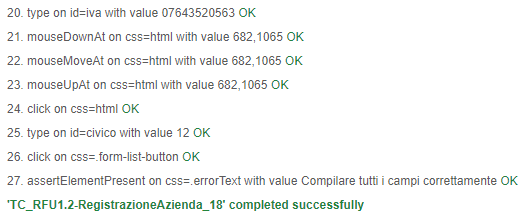 20. type on id=iva with value 07643520563 OK
21. mouseDownAt on css=html with value 682,1065 OK
22. mouseMoveAt on css=html with value 682,1065 OK
23. mouseUpAt on css=html with value 682,1065 OK
24. click on css=html OK
25. type on id=civico with value 12 OK
26. click on css=.form-list-button OK
27. assertElementPresent on css=.errorText with value Compilare tutti i campi correttamente OK
'TC_RFU1.2-RegistrazioneAzienda_18' completed successfully